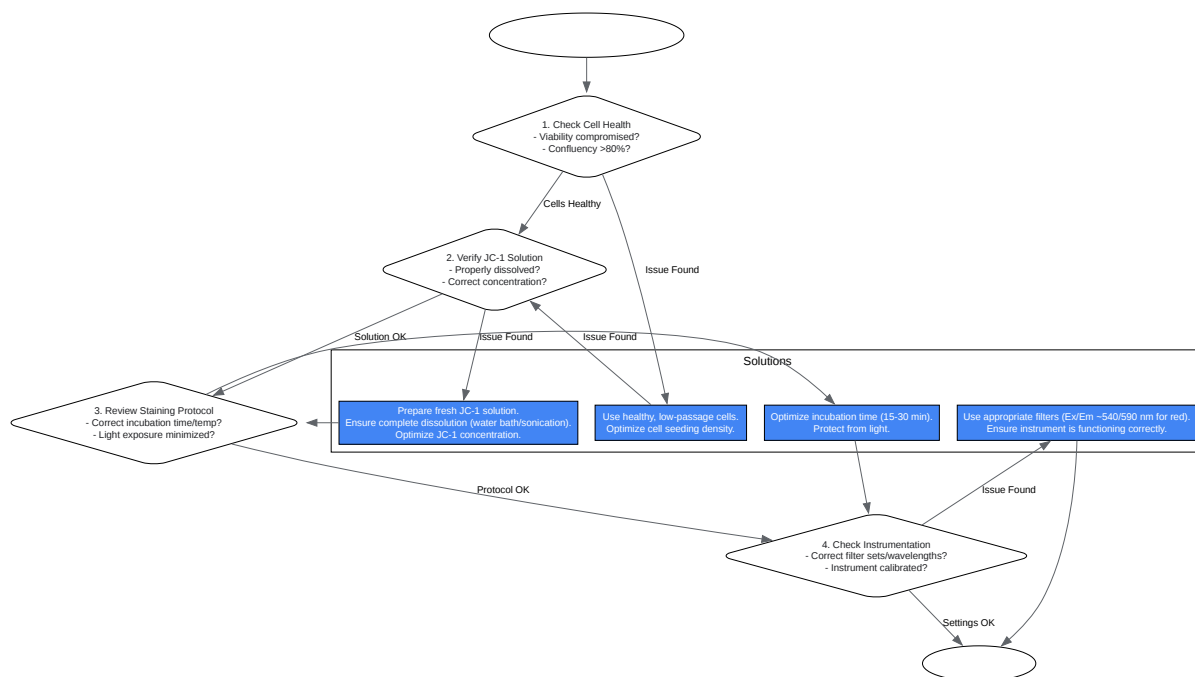 1. Check Cell Health
- Viability compromised?
- Confluency >80%?
Cells Healthy
2. Verify JC-1 Solution
- Properly dissolved?
- Correct concentration?
Issue Found
Solution OK
Issue Found
Issue Found
Solutions
3. Review Staining Protocol
- Correct incubation time/temp?
- Light exposure minimized?
Prepare fresh JC-1 solution.
Ensure complete dissolution (water bath/sonication).
Optimize JC-1 concentration.
Use healthy, low-passage cells.
Optimize cell seeding density.
Optimize incubation time (15-30 min).
Protect from light.
Use appropriate filters (Ex/Em ~540/590 nm for red).
Ensure instrument is functioning correctly.
Protocol OK
Issue Found
4. Check Instrumentation
- Correct filter sets/wavelengths?
- Instrument calibrated?
Settings OK